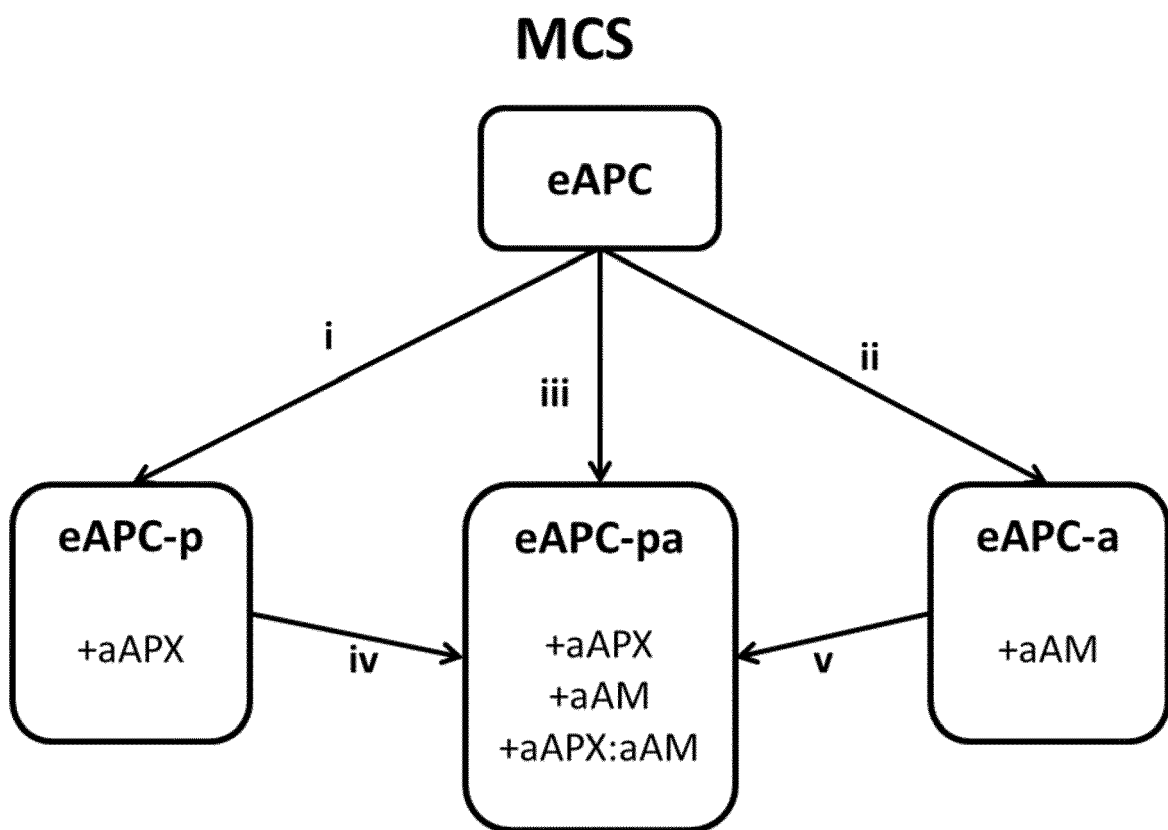 MCS
eAPC
i
ii
iii
eAPC-p
+aAPX
iv
eAPC-pa
+aAPX
+aAM
+aAPX:aAM
v
eAPC-a
+aAM